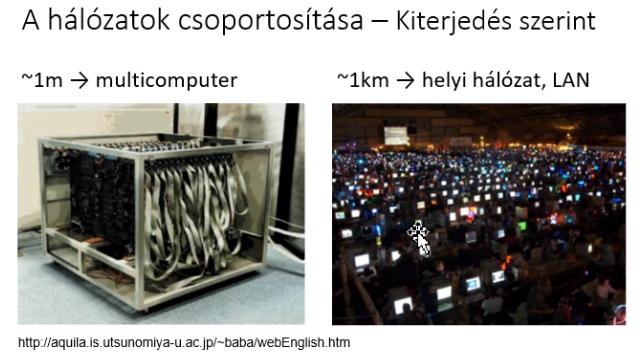 A hálózatok csoportosítása – Kiterjedés szerint
~1m → multicomputer
~1km → helyi hálózat, LAN
http://aquila.is.utsunomiya-u.ac.jp/~baba/webEnglish.htm